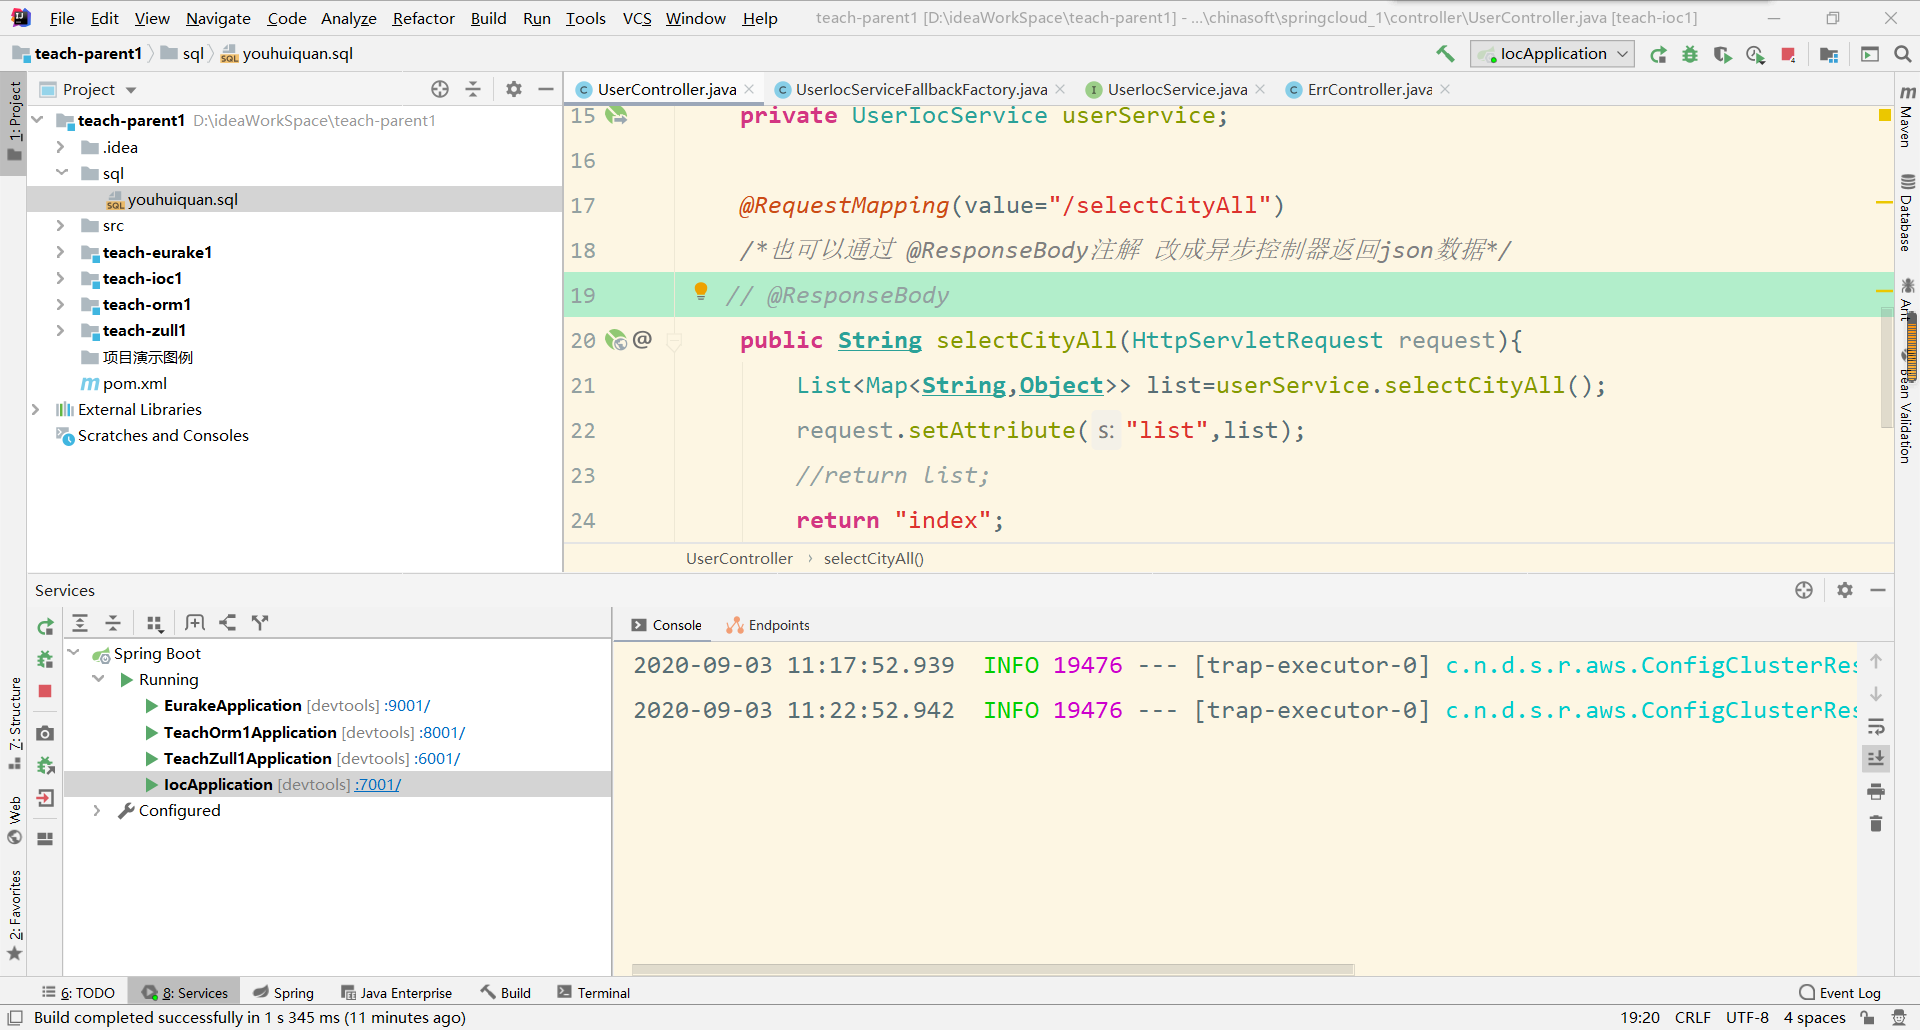 File Edit View Navigate Code Analyze Refactor Build Run Tools VCS Window Help teach-parent1 [D:\ideaWorkSpace\teach-parent1] - ...\chinasoft\springcloud_1\controller\UserController.java [teach-ioc1]
teach-parent1 sql youhuiquan.sql IocApplication
1: Project
Project
teach-parent1 D:\ideaWorkSpace\teach-parent1
.idea
sql
youhuiquan.sql
src
teach-eurake1
teach-ioc1
teach-orm1
teach-zull1
项目演示图例
pom.xml
External Libraries
Scratches and Consoles
UserController.java UserIocServiceFallbackFactory.java UserIocService.java ErrController.java
15 private UserIocService userService;
16
17 @RequestMapping(value="/selectCityAll")
18 /*也可以通过 @ResponseBody注解 改成异步控制器返回json数据*/
19 // @ResponseBody
20 @ public String selectCityAll(HttpServletRequest request){
21 List<Map<String,Object>> list=userService.selectCityAll();
22 request.setAttribute( s: "list",list);
23 //return list;
24 return "index";
UserController › selectCityAll()
Maven
Database
Ant
Bean Validation
Services
Spring Boot
Running
EurakeApplication [devtools] :9001/
TeachOrm1Application [devtools] :8001/
TeachZull1Application [devtools] :6001/
IocApplication [devtools] :7001/
Configured
Console Endpoints
2020-09-03 11:17:52.939 INFO 19476 --- [trap-executor-0] c.n.d.s.r.aws.ConfigClusterRes
2020-09-03 11:22:52.942 INFO 19476 --- [trap-executor-0] c.n.d.s.r.aws.ConfigClusterRes
7: Structure
Web
2: Favorites
6: TODO 8: Services Spring Java Enterprise Build Terminal Event Log
Build completed successfully in 1 s 345 ms (11 minutes ago) 19:20 CRLF UTF-8 4 spaces